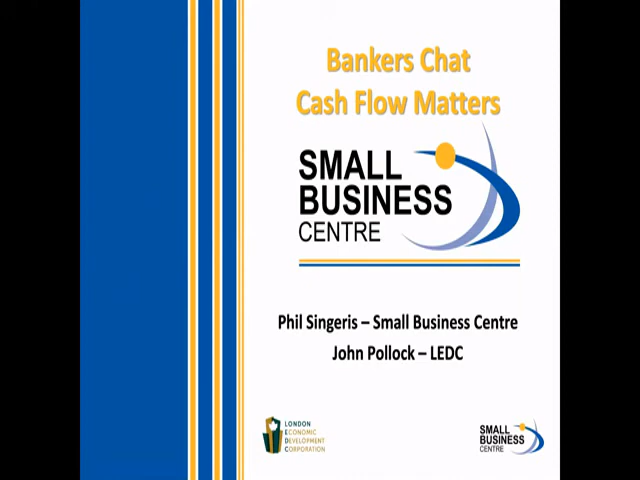 Bankers Chat
Cash Flow Matters
SMALL
BUSINESS
CENTRE
Phil Singeris – Small Business Centre
John Pollock – LEDC
LONDON
ECONOMIC
DEVELOPMENT
CORPORATION
SMALL
BUSINESS
CENTRE